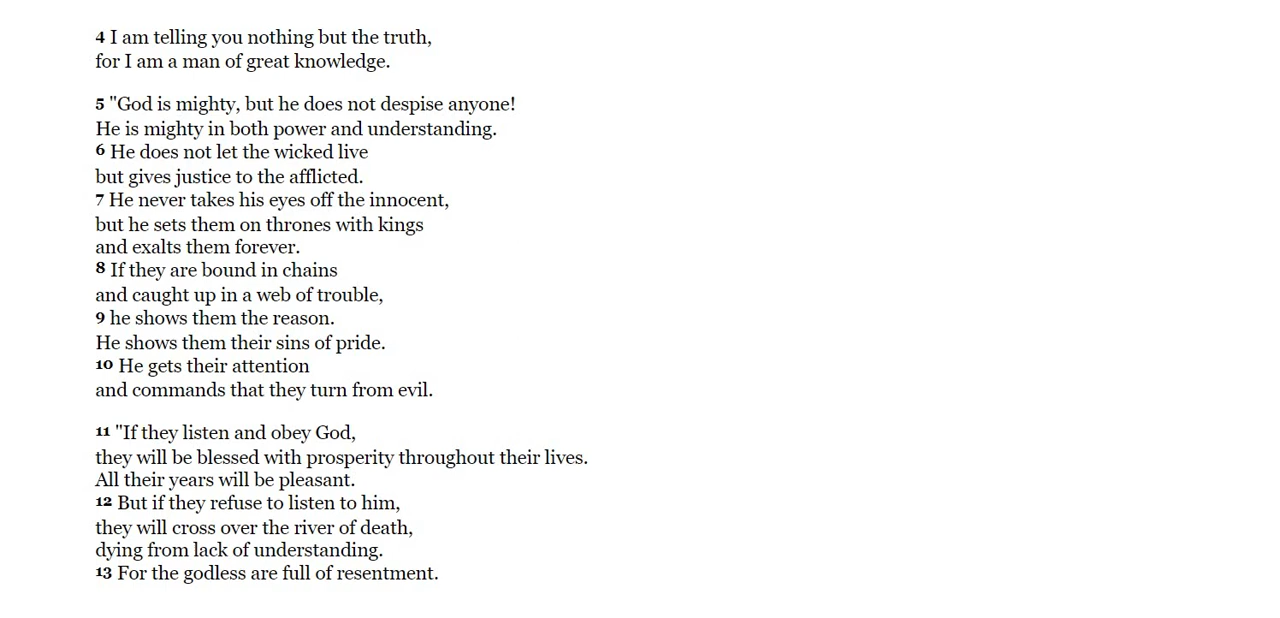 4 I am telling you nothing but the truth,
for I am a man of great knowledge.
5 "God is mighty, but he does not despise anyone!
He is mighty in both power and understanding.
6 He does not let the wicked live
but gives justice to the afflicted.
7 He never takes his eyes off the innocent,
but he sets them on thrones with kings
and exalts them forever.
8 If they are bound in chains
and caught up in a web of trouble,
9 he shows them the reason.
He shows them their sins of pride.
10 He gets their attention
and commands that they turn from evil.
11 "If they listen and obey God,
they will be blessed with prosperity throughout their lives.
All their years will be pleasant.
12 But if they refuse to listen to him,
they will cross over the river of death,
dying from lack of understanding.
13 For the godless are full of resentment.